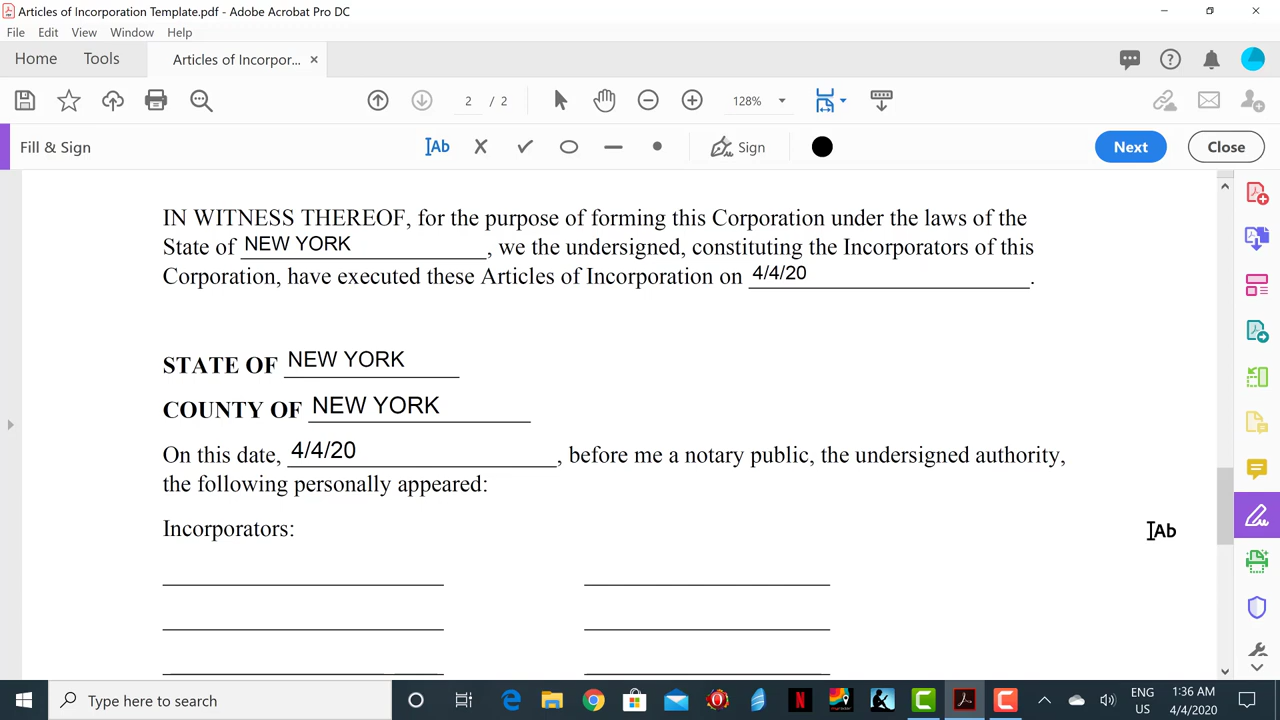 Articles of Incorporation Template.pdf - Adobe Acrobat Pro DC
File Edit View Window Help
Home Tools Articles of Incorpor... ×
2 / 2 128%
Fill & Sign Ab Sign Next Close
IN WITNESS THEREOF, for the purpose of forming this Corporation under the laws of the
State of NEW YORK, we the undersigned, constituting the Incorporators of this
Corporation, have executed these Articles of Incorporation on 4/4/20.
STATE OF NEW YORK
COUNTY OF NEW YORK
On this date, 4/4/20, before me a notary public, the undersigned authority,
the following personally appeared:
Incorporators:
Ab
Type here to search
ENG
US
1:36 AM
4/4/2020